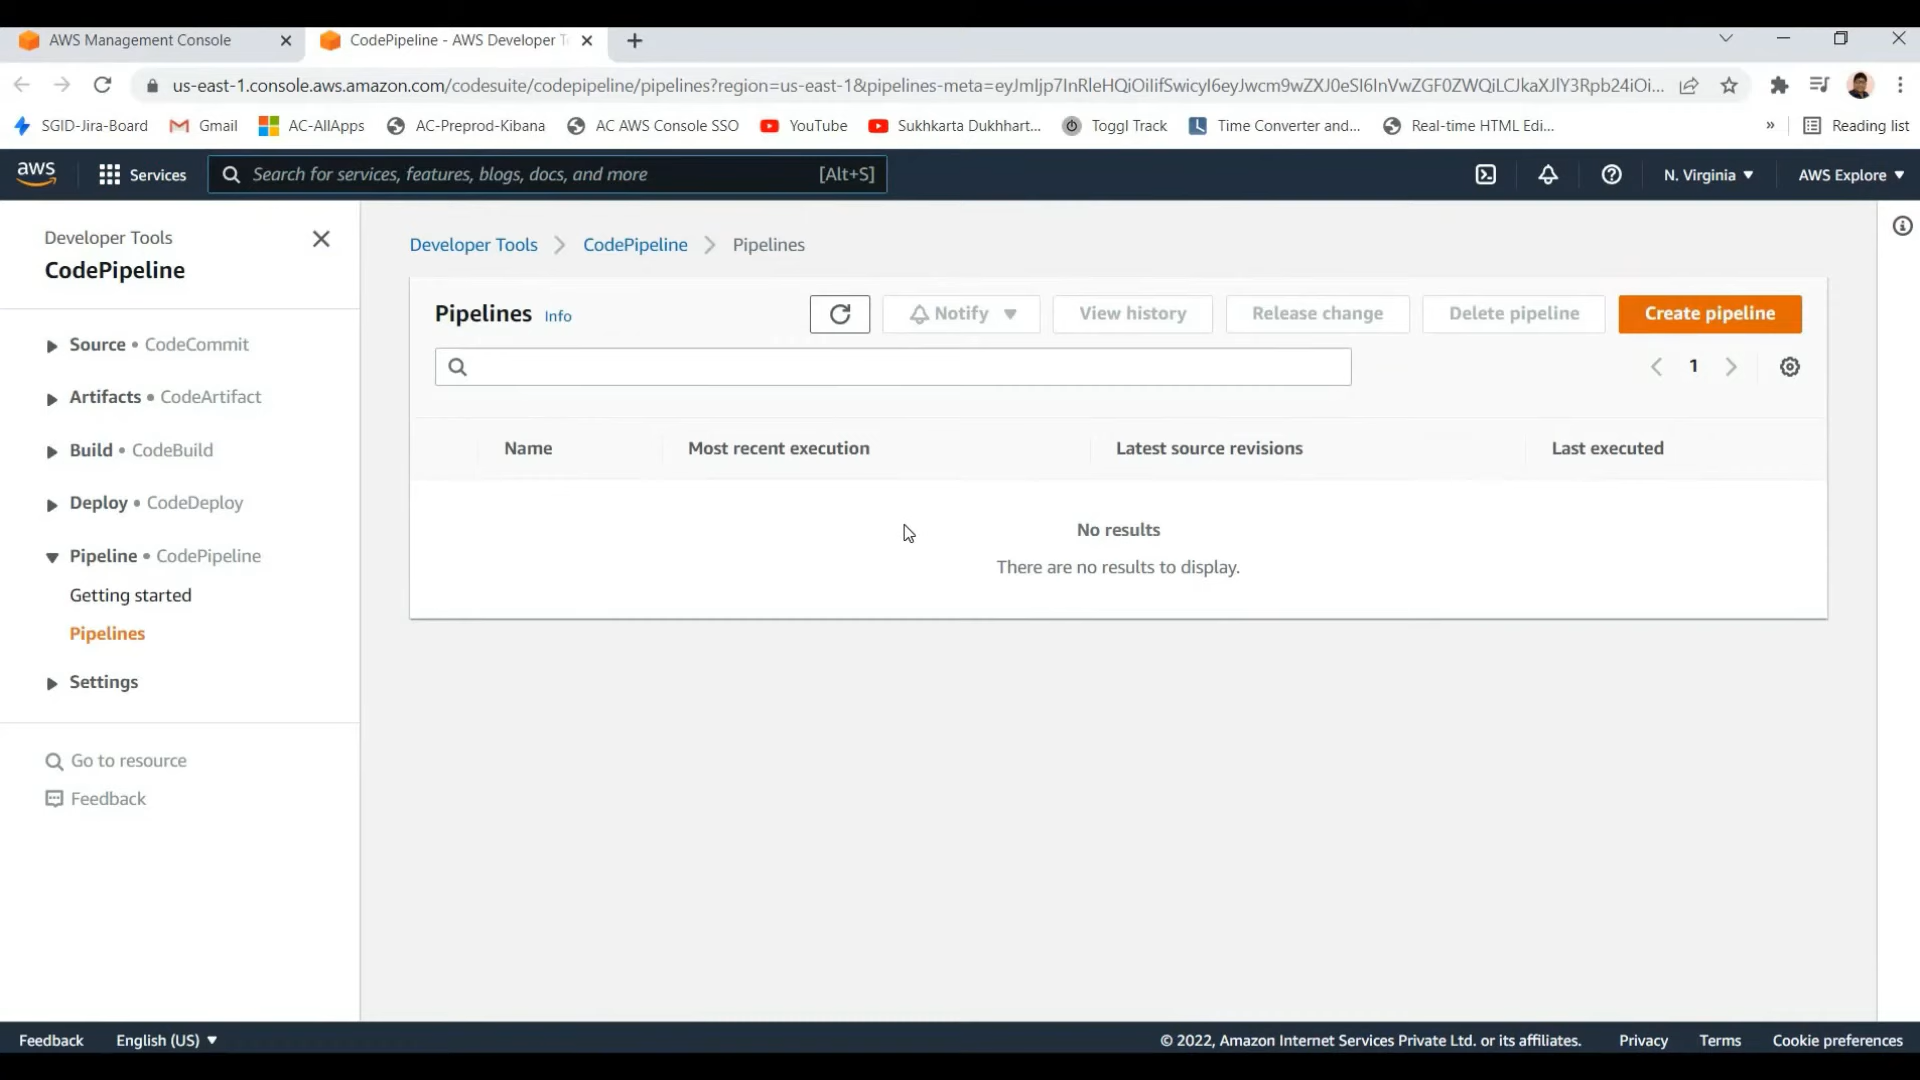 AWS Management Console
CodePipeline - AWS Developer T
us-east-1.console.aws.amazon.com/codesuite/codepipeline/pipelines?region=us-east-1&pipelines-meta=eyJmIjp7InRleHQiOiIifSwicyI6eyJwcm9wZXJ0eSI6InVwZGF0ZWQiLCJkaXJlY3Rpb24iOi...
SGID-Jira-Board
Gmail
AC-AllApps
AC-Preprod-Kibana
AC AWS Console SSO
YouTube
Sukhkarta Dukhhart...
Toggl Track
Time Converter and...
Real-time HTML Edi...
»
Reading list
aws
Services
Search for services, features, blogs, docs, and more
[Alt+S]
N. Virginia
AWS Explore
Developer Tools
CodePipeline
Source • CodeCommit
Artifacts • CodeArtifact
Build • CodeBuild
Deploy • CodeDeploy
Pipeline • CodePipeline
Getting started
Pipelines
Settings
Go to resource
Feedback
Developer Tools
CodePipeline
Pipelines
Pipelines Info
Notify
View history
Release change
Delete pipeline
Create pipeline
1
Name
Most recent execution
Latest source revisions
Last executed
No results
There are no results to display.
Feedback
English (US)
© 2022, Amazon Internet Services Private Ltd. or its affiliates.
Privacy
Terms
Cookie preferences